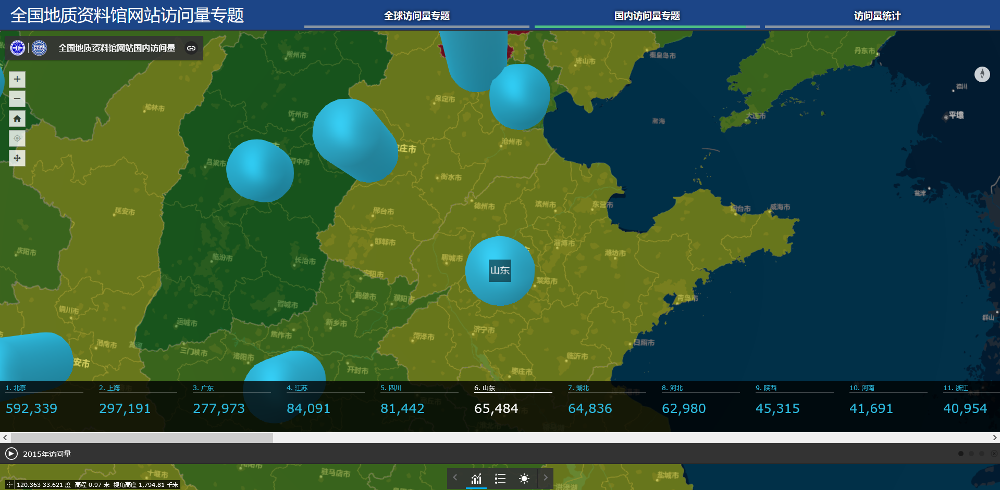 全国地质资料馆网站访问量专题
全球访问量专题
国内访问量专题
访问量统计
全国地质资料馆网站国内访问量
NGA
朔州市
唐山市
秦皇岛市
丹东市
德川
保定市
榆林市
忻州市
大连市
平壤
渤海
沧州市
庄市
吕梁市
晋中市
衡水市
延安市
邢台市
德州市
滨州市
东营市
烟台市
威海市
邯郸市
淄博市
庆阳市
临汾市
长治市
聊城市
潍坊市
山东
安阳市
莱芜市
鹤壁市
濮阳市
青岛市
晋城市
铜川市
运城市
新乡市
焦作市
菏泽市
济宁市
群山
渭南市
黄河
三门峡市
洛阳市
日照市
安市
开封市
临沂市
枣庄市
1. 北京
2. 上海
3. 广东
4. 江苏
5. 四川
6. 山东
7. 湖北
8. 河北
9. 陕西
10. 河南
11. 浙江
592,339
297,191
277,973
84,091
81,442
65,484
64,836
62,980
45,315
41,691
40,954
2015年访问量
十堰市
驻马店市
盐城市
洪泽湖
120.363 33.621 度 高程 0.97 米 视角高度 1,794.81 千米